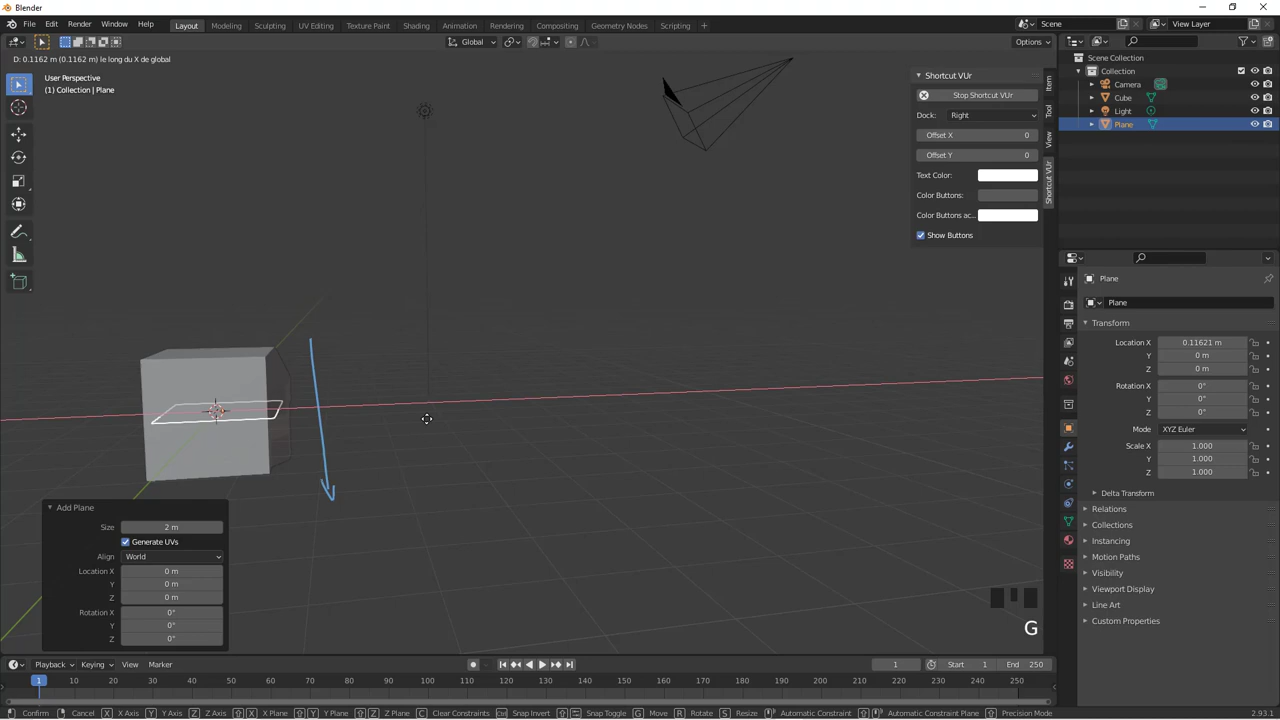 Blender
File Edit Render Window Help Layout Modeling Sculpting UV Editing Texture Paint Shading Animation Rendering Compositing Geometry Nodes Scripting + Scene View Layer
Global Options
D: 0.1162 m (0.1162 m) le long du X de global
User Perspective
(1) Collection | Plane
Shortcut VUr
Stop Shortcut VUr
Dock: Right
Offset X 0
Offset Y 0
Text Color:
Color Buttons:
Color Buttons ac..
Show Buttons
Item
Tool
View
Shortcut VUr
Scene Collection
Collection
Camera
Cube
Light
Plane
Plane
Plane
Transform
Location X 0.11621 m
Y 0 m
Z 0 m
Rotation X 0°
Y 0°
Z 0°
Mode XYZ Euler
Scale X 1.000
Y 1.000
Z 1.000
Delta Transform
Relations
Collections
Instancing
Motion Paths
Visibility
Viewport Display
Line Art
Custom Properties
Add Plane
Size 2 m
Generate UVs
Align World
Location X 0 m
Y 0 m
Z 0 m
Rotation X 0°
Y 0°
Z 0°
G
Playback Keying View Marker 1 Start 1 End 250
1 10 20 30 40 50 60 70 80 90 100 110 120 130 140 150 160 170 180 190 200 210 220 230 240 250
Confirm Cancel X X Axis Y Y Axis Z Z Axis X X Plane Y Y Plane Z Z Plane C Clear Constraints Snap Invert Snap Toggle G Move R Rotate S Resize Automatic Constraint Automatic Constraint Plane Precision Mode 2.93.1